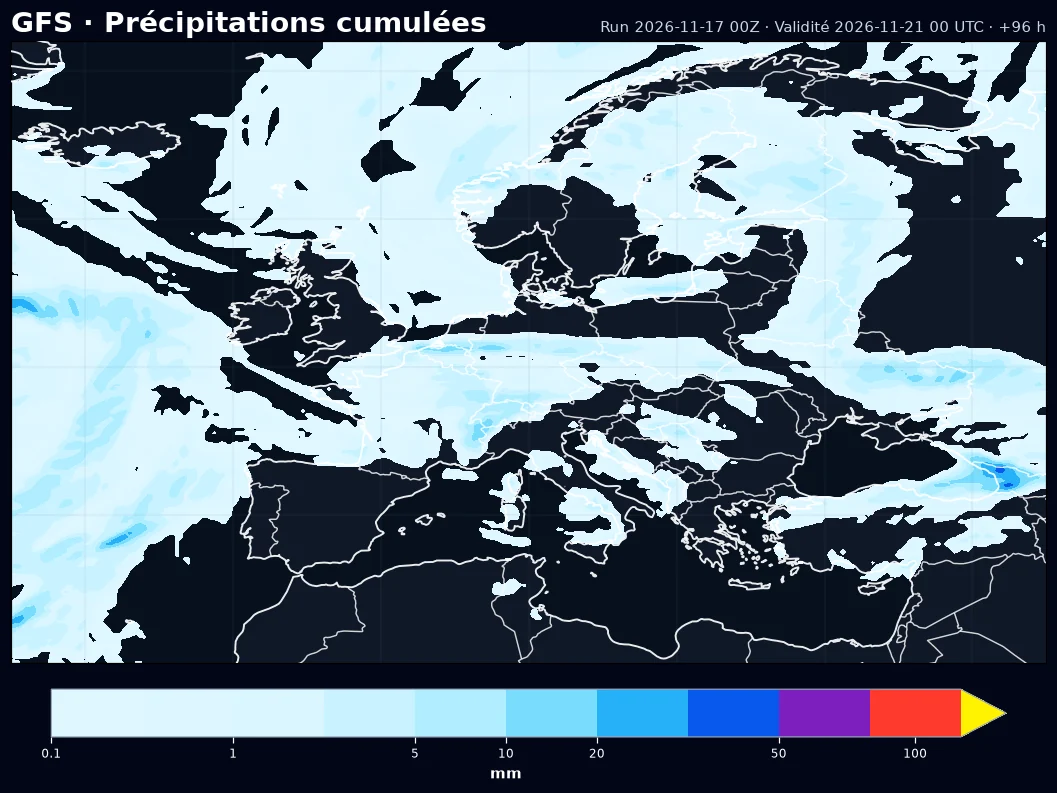 GFS · Précipitations cumulées
Run 2026-11-17 00Z · Validité 2026-11-21 00 UTC · +96 h
0.1 1 5 10 20 50 100
mm